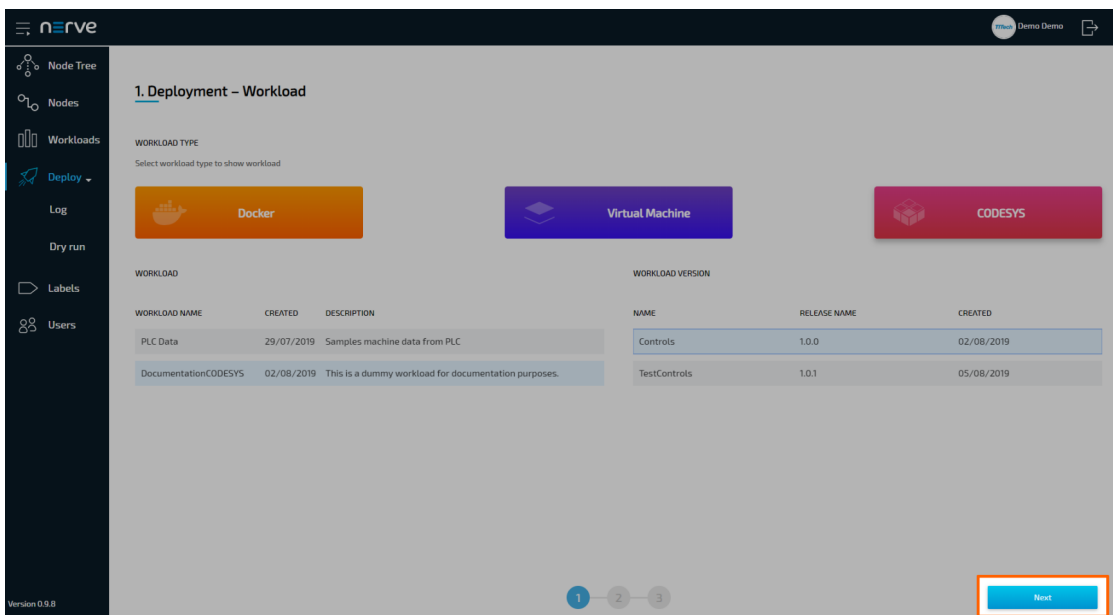 nerve
TTTech Demo Demo
Node Tree
Nodes
Workloads
Deploy
Log
Dry run
Labels
Users
Version 0.9.8
1. Deployment – Workload
WORKLOAD TYPE
Select workload type to show workload
Docker
Virtual Machine
CODESYS
WORKLOAD
WORKLOAD NAME CREATED DESCRIPTION
PLC Data 29/07/2019 Samples machine data from PLC
DocumentationCODESYS 02/08/2019 This is a dummy workload for documentation purposes.
WORKLOAD VERSION
NAME RELEASE NAME CREATED
Controls 1.0.0 02/08/2019
TestControls 1.0.1 05/08/2019
1 2 3
Next